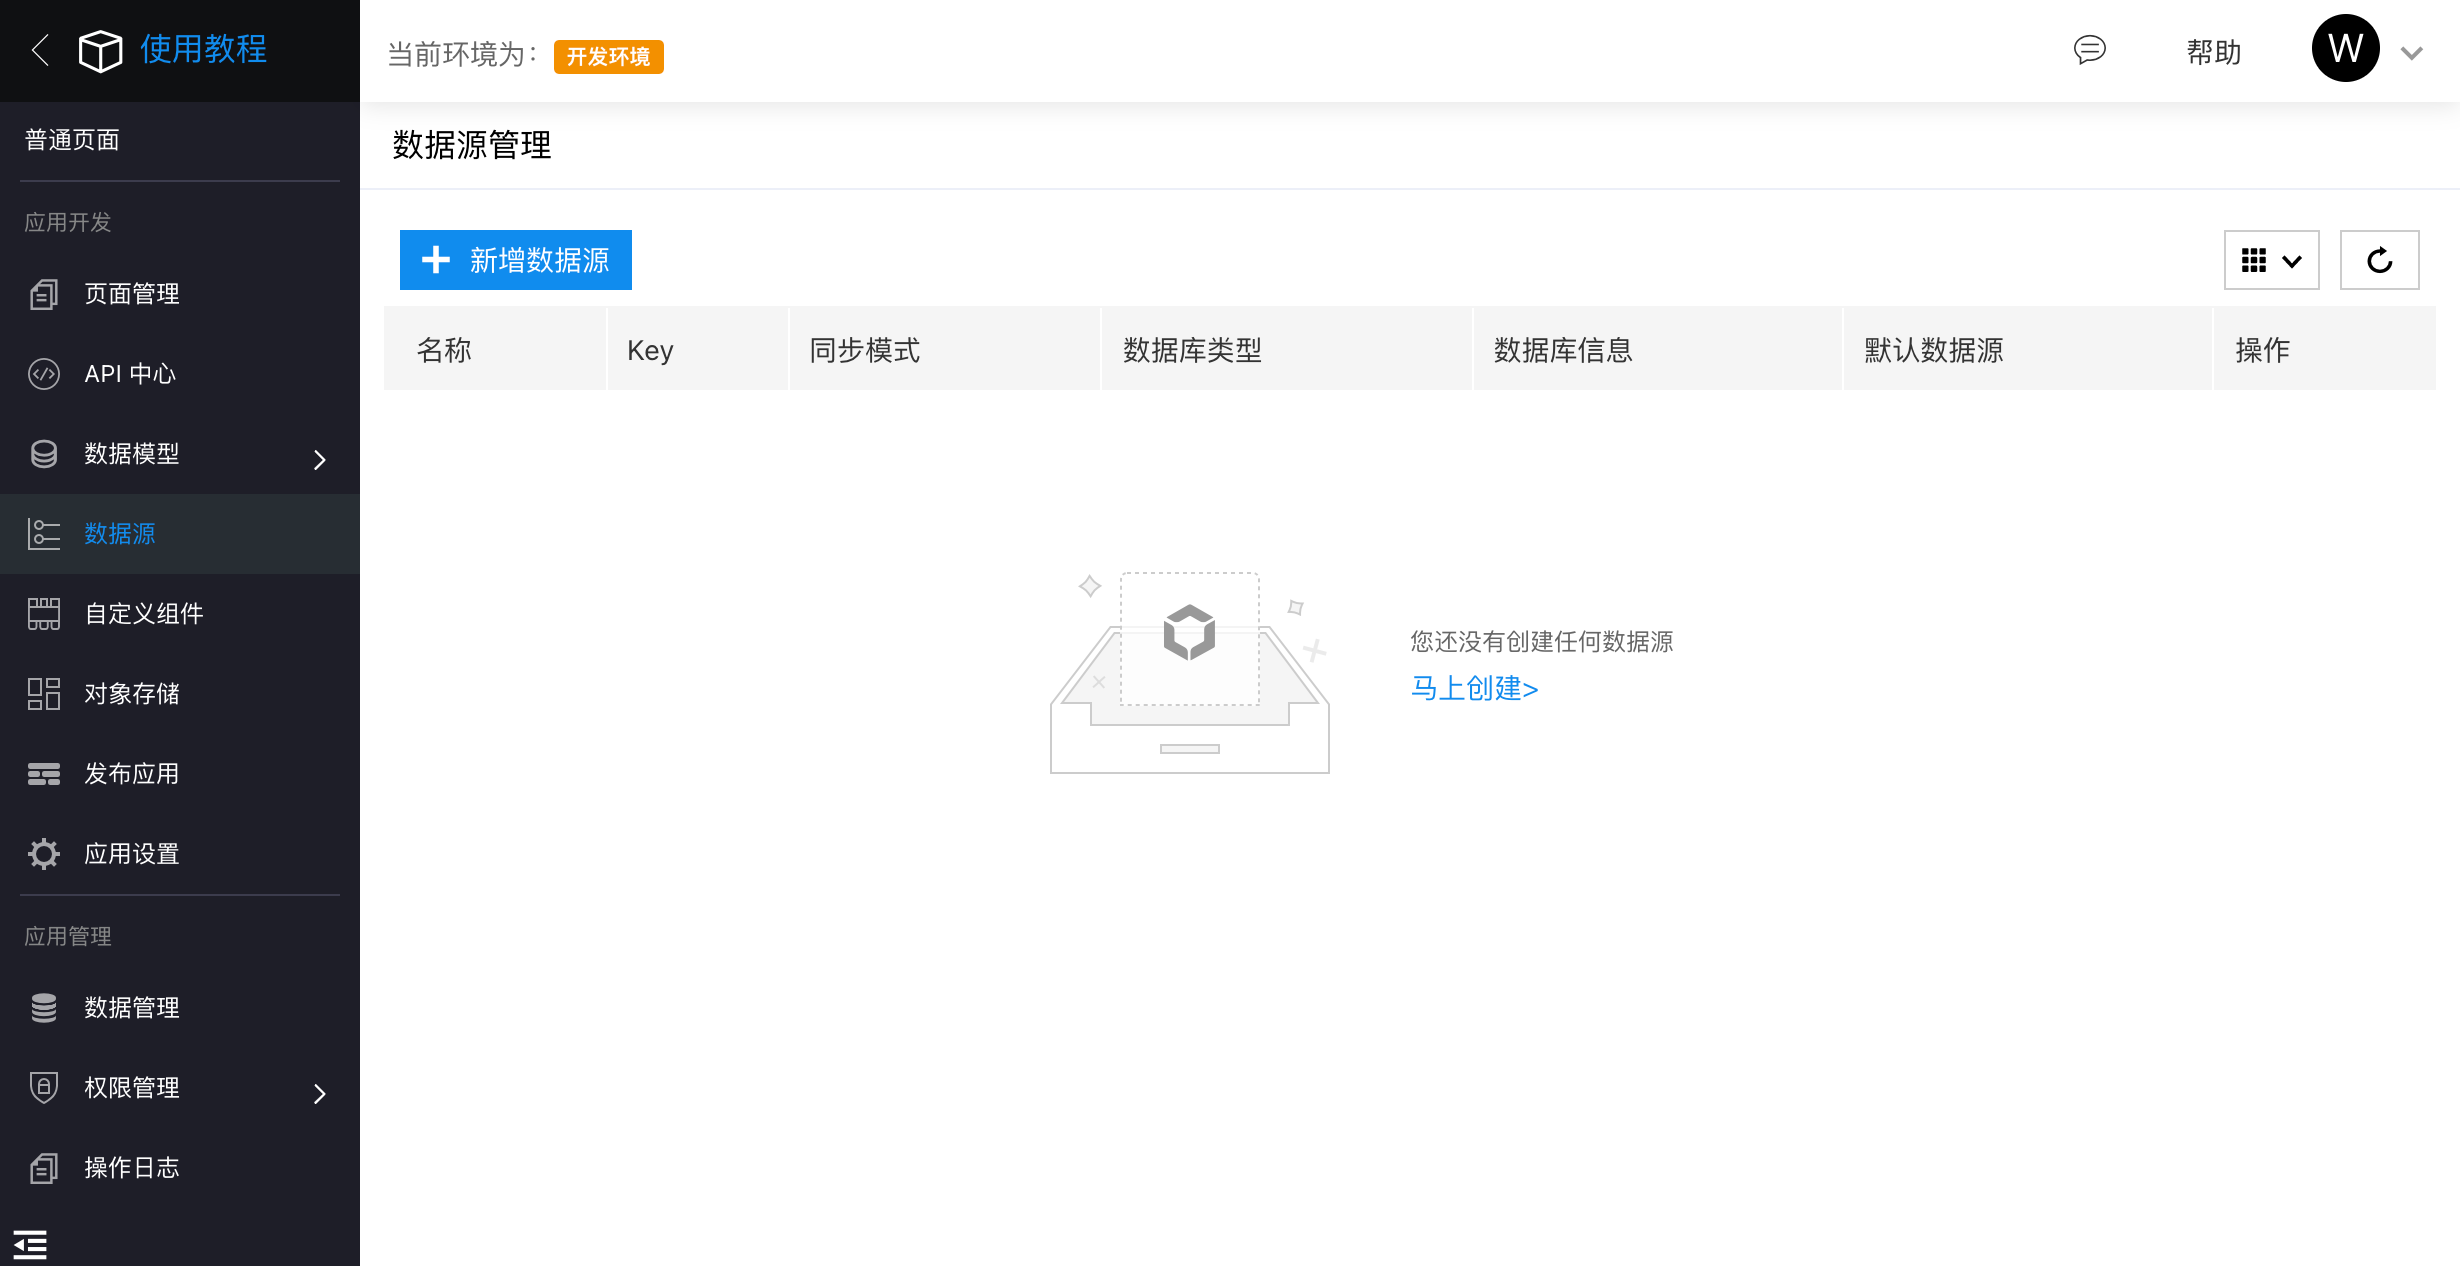 使用教程
当前环境为：
开发环境
帮助
W
普通页面
应用开发
页面管理
API 中心
数据模型
数据源
自定义组件
对象存储
发布应用
应用设置
应用管理
数据管理
权限管理
操作日志
数据源管理
新增数据源
名称 Key 同步模式 数据库类型 数据库信息 默认数据源 操作
您还没有创建任何数据源
马上创建>